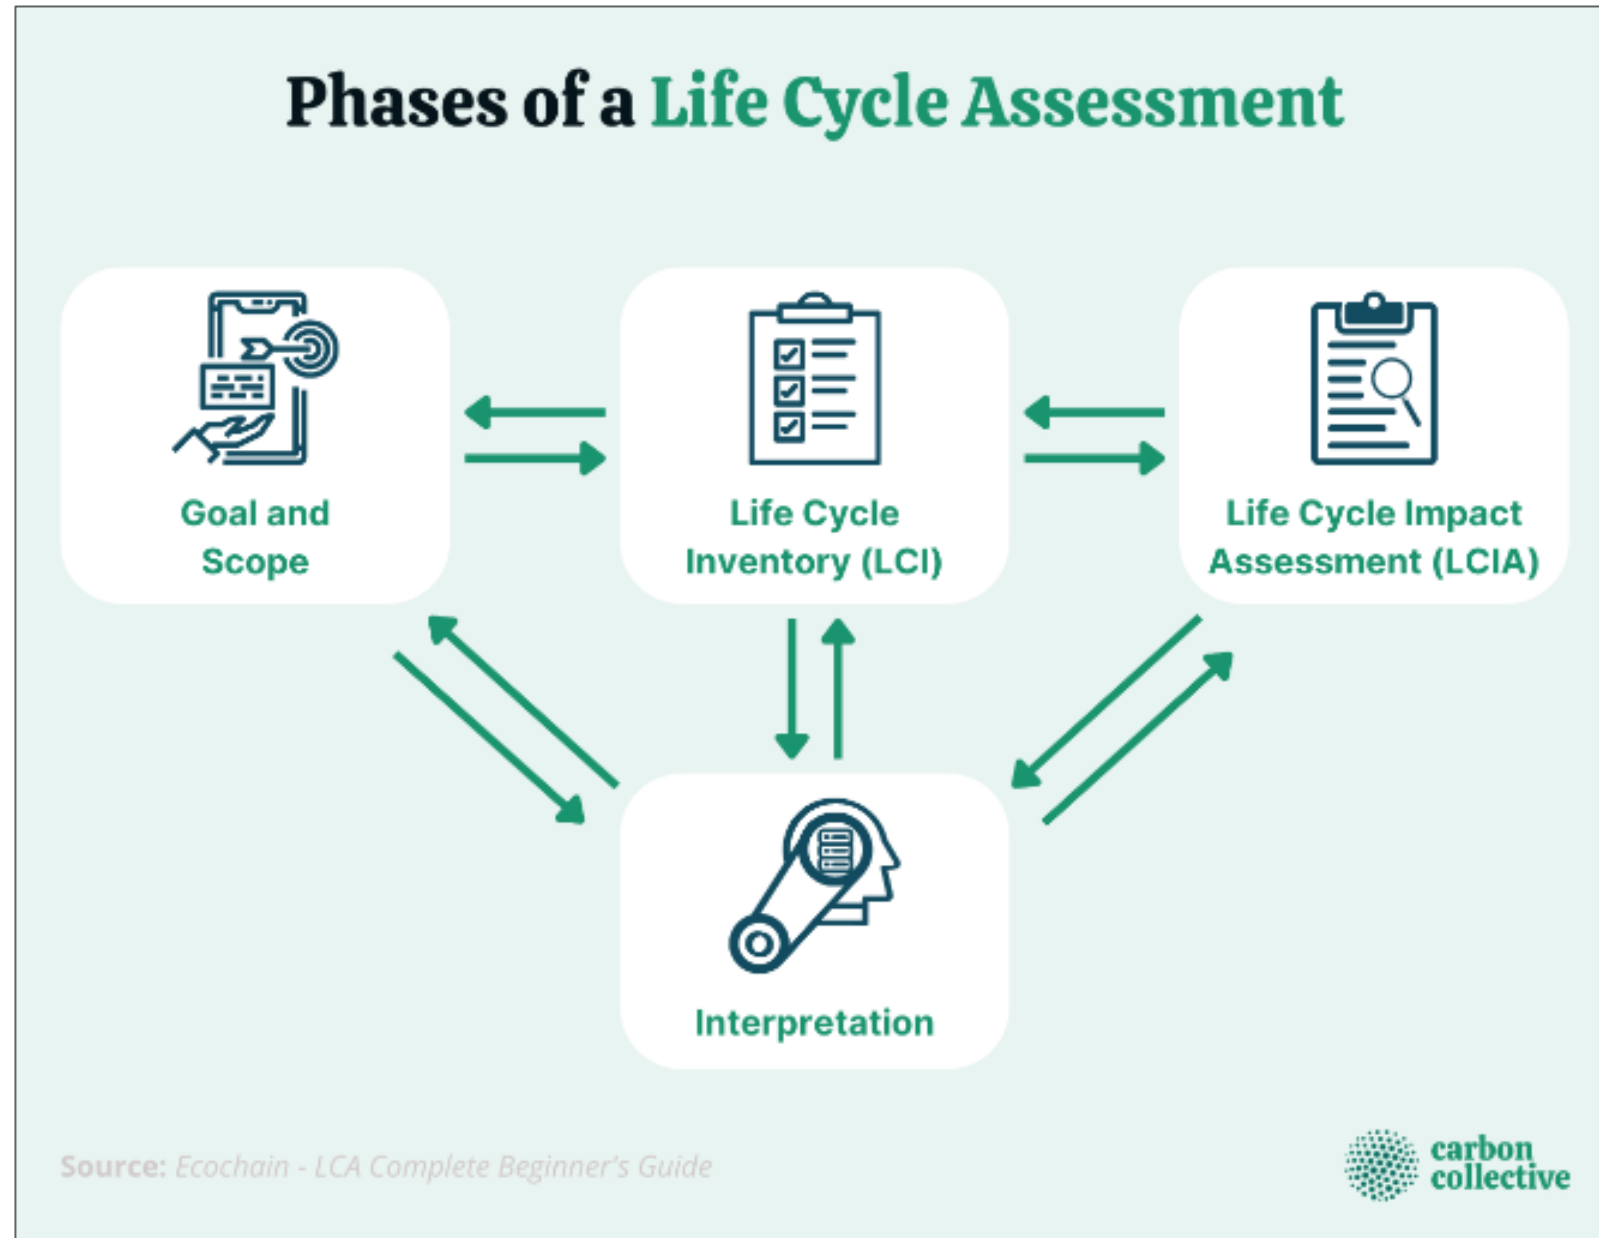 Phases of a Life Cycle Assessment
Goal and
Scope
Life Cycle
Inventory (LCI)
Life Cycle Impact
Assessment (LCIA)
Interpretation
Source: Ecochain - LCA Complete Beginner's Guide
carbon
collective